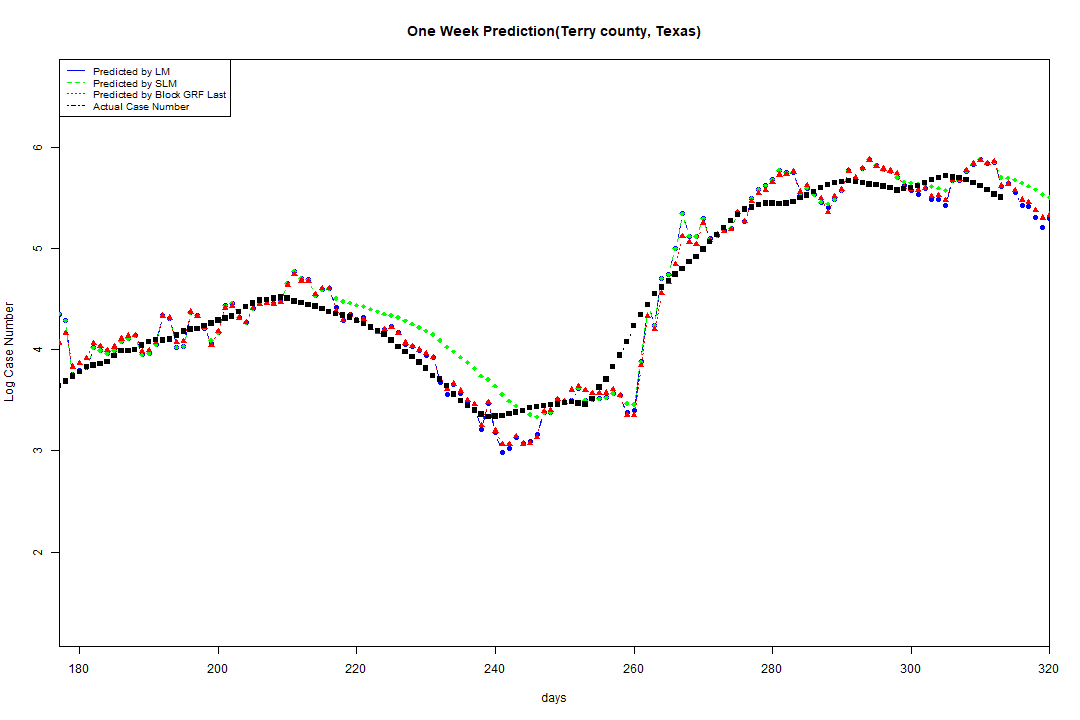 One Week Prediction(Terry county, Texas)
Predicted by LM
Predicted by SLM
Predicted by Block GRF Last
Actual Case Number
6
5
4
3
2
Log Case Number
180 200 220 240 260 280 300 320
days